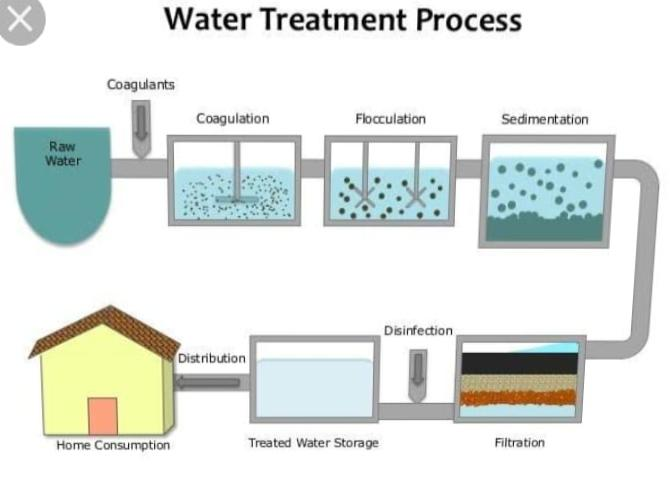 Water Treatment Process
Coagulants
Coagulation
Flocculation
Sedimentation
Raw
Water
Disinfection
Distribution
Home Consumption
Treated Water Storage
Filtration